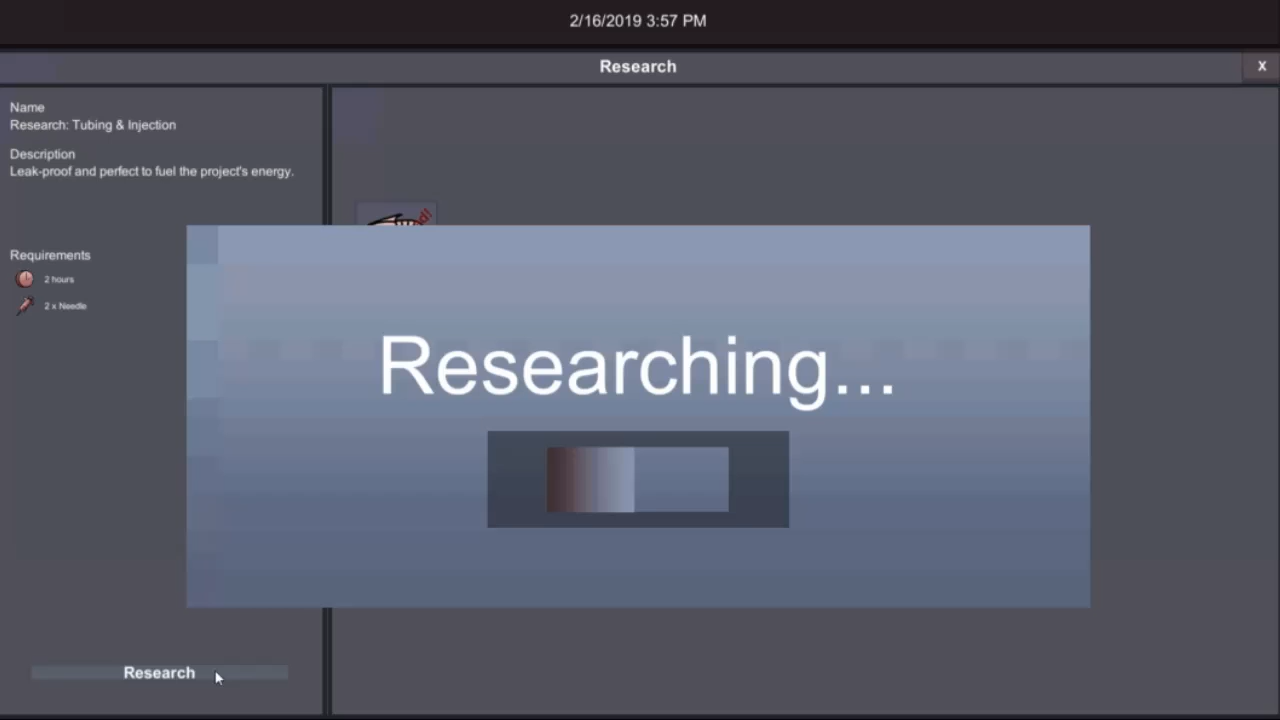 2/16/2019 3:57 PM
Research
X
Name
Research: Tubing & Injection
Description
Leak-proof and perfect to fuel the project's energy.
Requirements
2 hours
2 x Needle
Researching...
Research